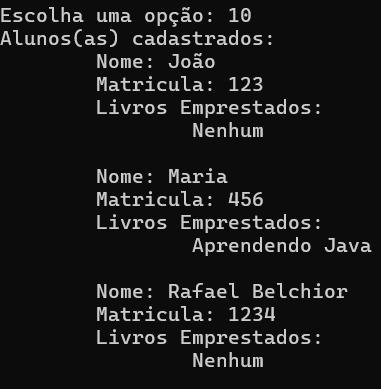 Escolha uma opção: 10
Alunos(as) cadastrados:
Nome: João
Matricula: 123
Livros Emprestados:
Nenhum
Nome: Maria
Matricula: 456
Livros Emprestados:
Aprendendo Java
Nome: Rafael Belchior
Matricula: 1234
Livros Emprestados:
Nenhum